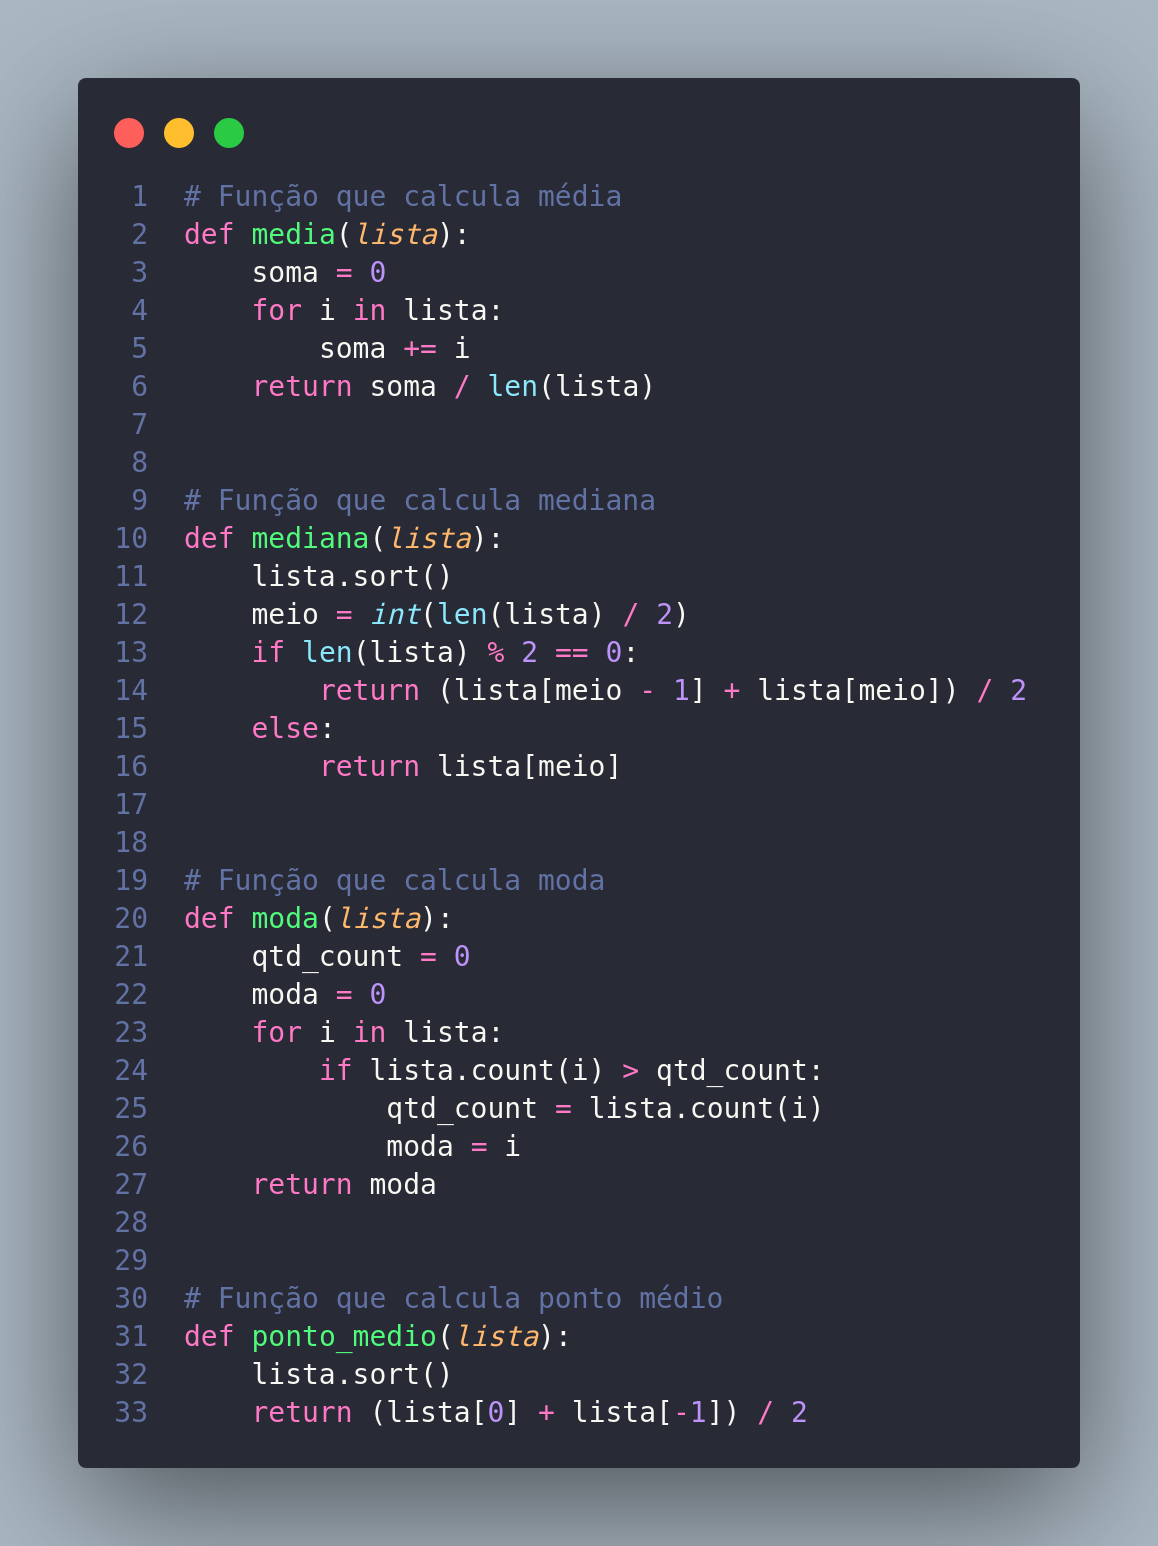 1 # Função que calcula média
2 def media(lista):
3     soma = 0
4     for i in lista:
5         soma += i
6     return soma / len(lista)
7
8
9 # Função que calcula mediana
10 def mediana(lista):
11     lista.sort()
12     meio = int(len(lista) / 2)
13     if len(lista) % 2 == 0:
14         return (lista[meio - 1] + lista[meio]) / 2
15     else:
16         return lista[meio]
17
18
19 # Função que calcula moda
20 def moda(lista):
21     qtd_count = 0
22     moda = 0
23     for i in lista:
24         if lista.count(i) > qtd_count:
25             qtd_count = lista.count(i)
26             moda = i
27     return moda
28
29
30 # Função que calcula ponto médio
31 def ponto_medio(lista):
32     lista.sort()
33     return (lista[0] + lista[-1]) / 2